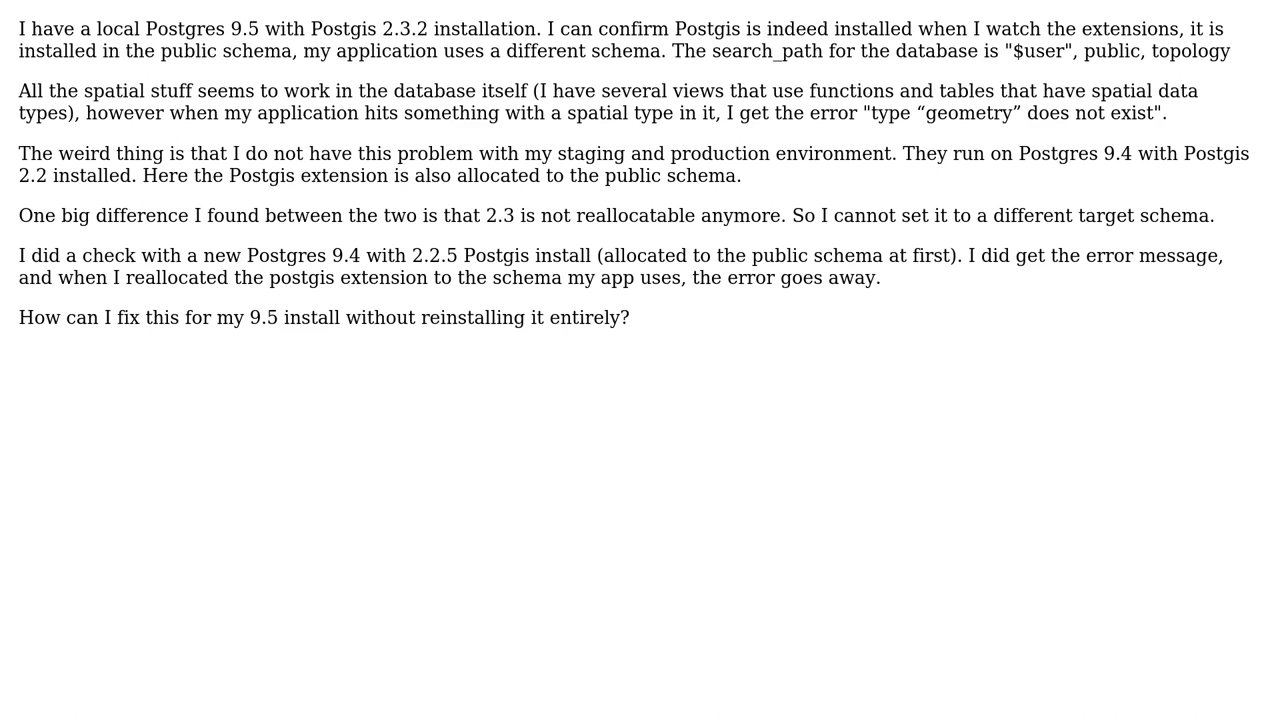 I have a local Postgres 9.5 with Postgis 2.3.2 installation. I can confirm Postgis is indeed installed when I watch the extensions, it is
installed in the public schema, my application uses a different schema. The search_path for the database is "$user", public, topology
All the spatial stuff seems to work in the database itself (I have several views that use functions and tables that have spatial data
types), however when my application hits something with a spatial type in it, I get the error "type “geometry” does not exist".
The weird thing is that I do not have this problem with my staging and production environment. They run on Postgres 9.4 with Postgis
2.2 installed. Here the Postgis extension is also allocated to the public schema.
One big difference I found between the two is that 2.3 is not reallocatable anymore. So I cannot set it to a different target schema.
I did a check with a new Postgres 9.4 with 2.2.5 Postgis install (allocated to the public schema at first). I did get the error message,
and when I reallocated the postgis extension to the schema my app uses, the error goes away.
How can I fix this for my 9.5 install without reinstalling it entirely?